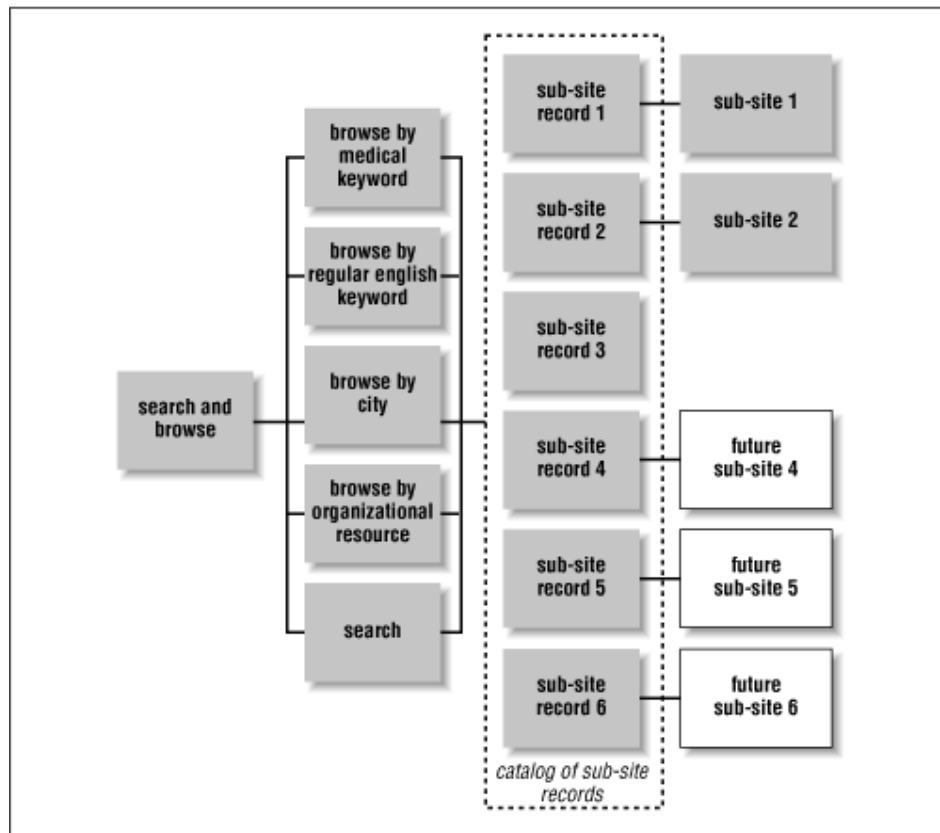 search and
browse
browse by
medical
keyword
browse by
regular english
keyword
browse by
city
browse by
organizational
resource
search
sub-site
record 1
sub-site
record 2
sub-site
record 3
sub-site
record 4
sub-site
record 5
sub-site
record 6
catalog of sub-site
records
sub-site 1
sub-site 2
future
sub-site 4
future
sub-site 5
future
sub-site 6